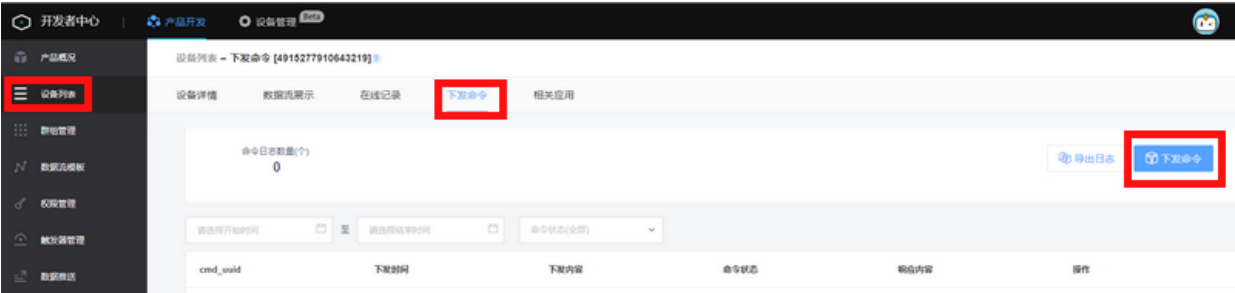 开发者中心 | 产品开发 设备管理 Beta
产品概况
设备列表
群组管理
数据流模板
权限管理
触发器管理
数据推送
设备列表 – 下发命令 [4915277910643219]
设备详情 数据流展示 在线记录 下发命令 相关应用
命令日志数量(个)
0
导出日志 下发命令
请选择开始时间 至 请选择结束时间 命令状态(全部)
cmd_uuid 下发时间 下发内容 命令状态 响应内容 操作